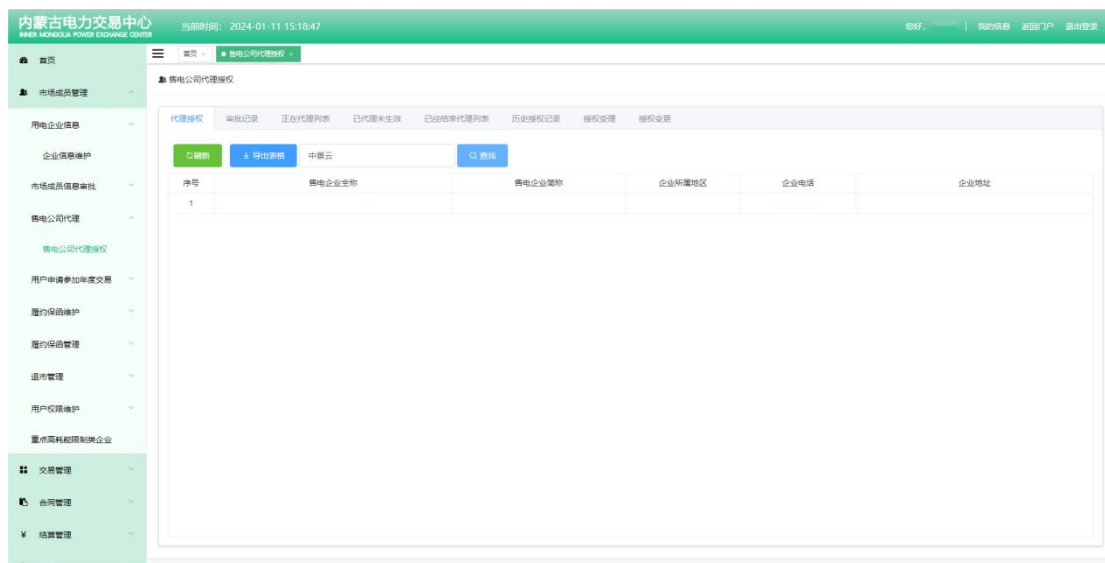 内蒙古电力交易中心
INNER MONGOLIA POWER EXCHANGE CENTER
当前时间: 2024-01-11 15:18:47
您好,
| 我的信息 返回门户 退出登录
首页
市场成员管理
用电企业信息
企业信息维护
市场成员信息审批
售电公司代理
售电公司代理授权
用户申请参加年度交易
履约保函维护
履约保函管理
退市管理
用户权限维护
重点高耗能限制类企业
交易管理
合同管理
¥ 结算管理
首页 ×
售电公司代理授权 ×
售电公司代理授权
代理授权 审批记录 正在代理列表 已代理未生效 已经结束代理列表 历史授权记录 授权受理 授权变更
刷新 导出表格 中景云 查找
序号 售电企业全称 售电企业简称 企业所属地区 企业电话 企业地址
1